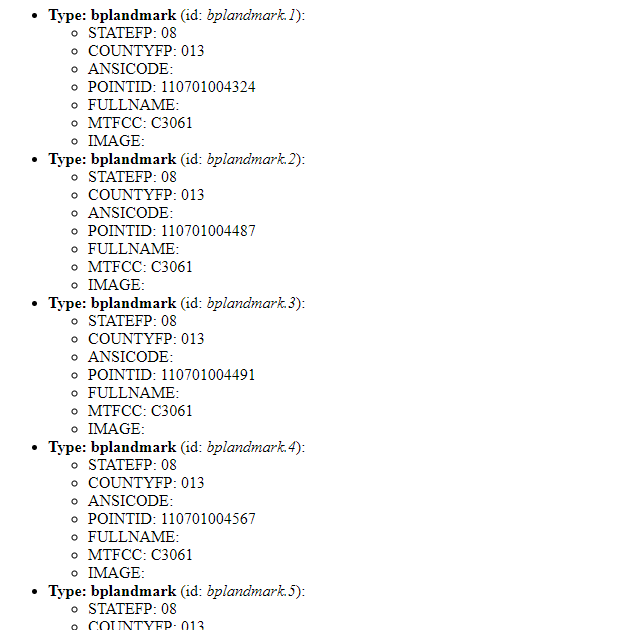 Type: bplandmark (id: bplandmark.1):
STATEFP: 08
COUNTYFP: 013
ANSICODE:
POINTID: 110701004324
FULLNAME:
MTFCC: C3061
IMAGE:
Type: bplandmark (id: bplandmark.2):
STATEFP: 08
COUNTYFP: 013
ANSICODE:
POINTID: 110701004487
FULLNAME:
MTFCC: C3061
IMAGE:
Type: bplandmark (id: bplandmark.3):
STATEFP: 08
COUNTYFP: 013
ANSICODE:
POINTID: 110701004491
FULLNAME:
MTFCC: C3061
IMAGE:
Type: bplandmark (id: bplandmark.4):
STATEFP: 08
COUNTYFP: 013
ANSICODE:
POINTID: 110701004567
FULLNAME:
MTFCC: C3061
IMAGE:
Type: bplandmark (id: bplandmark.5):
STATEFP: 08
COUNTYFP: 013